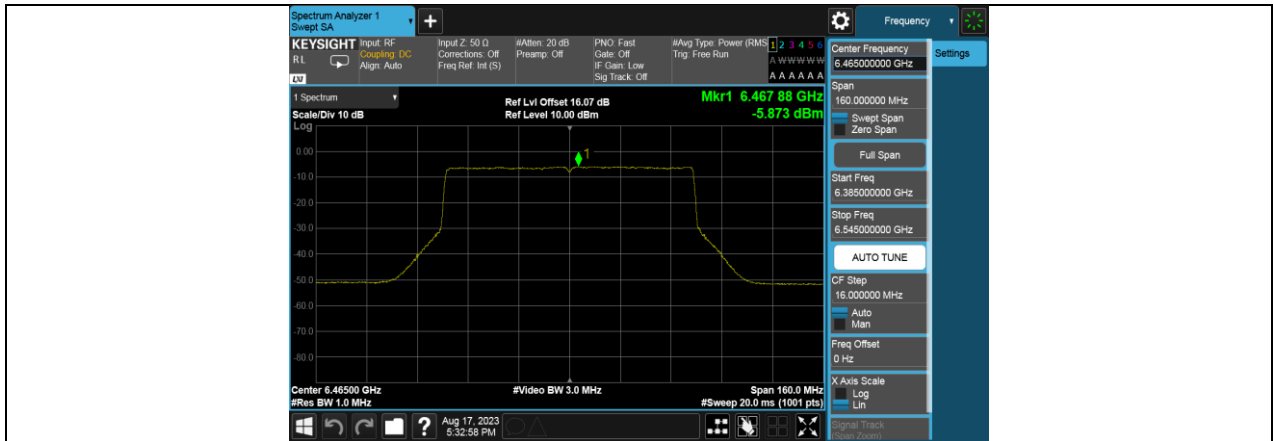 Spectrum Analyzer 1
Swept SA
Frequency
KEYSIGHT
RL
LXI
Input: RF
Coupling: DC
Align: Auto
Input Z: 50 Ω
Corrections: Off
Freq Ref: Int (S)
#Atten: 20 dB
Preamp: Off
PNO: Fast
Gate: Off
IF Gain: Low
Sig Track: Off
#Avg Type: Power (RMS
Trig: Free Run
1 2 3 4 5 6
A W W W W W
A A A A A A
Settings
1 Spectrum
Scale/Div 10 dB
Log
Ref Lvl Offset 16.07 dB
Ref Level 10.00 dBm
Mkr1 6.467 88 GHz
-5.873 dBm
1
0.00
-10.0
-20.0
-30.0
-40.0
-50.0
-60.0
-70.0
-80.0
Center 6.46500 GHz
#Res BW 1.0 MHz
#Video BW 3.0 MHz
Span 160.0 MHz
#Sweep 20.0 ms (1001 pts)
Center Frequency
6.465000000 GHz
Span
160.000000 MHz
Swept Span
Zero Span
Full Span
Start Freq
6.385000000 GHz
Stop Freq
6.545000000 GHz
AUTO TUNE
CF Step
16.000000 MHz
Auto
Man
Freq Offset
0 Hz
X Axis Scale
Log
Lin
Signal Track
(Span Zoom)
?
Aug 17, 2023
5:32:58 PM